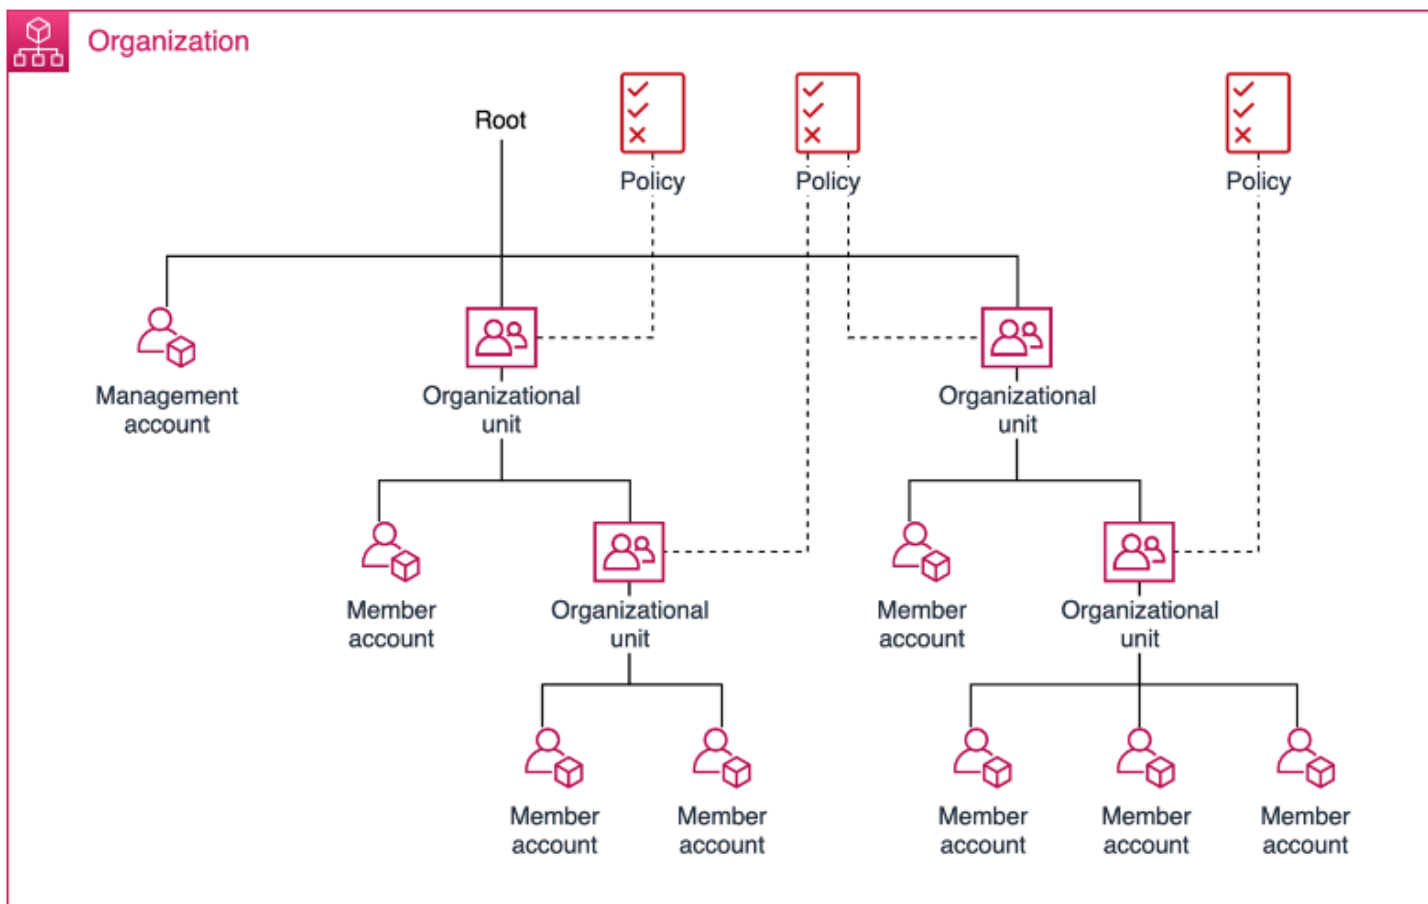 Organization
Root
Policy
Policy
Policy
Management
account
Organizational
unit
Organizational
unit
Member
account
Organizational
unit
Member
account
Organizational
unit
Member
account
Member
account
Member
account
Member
account
Member
account